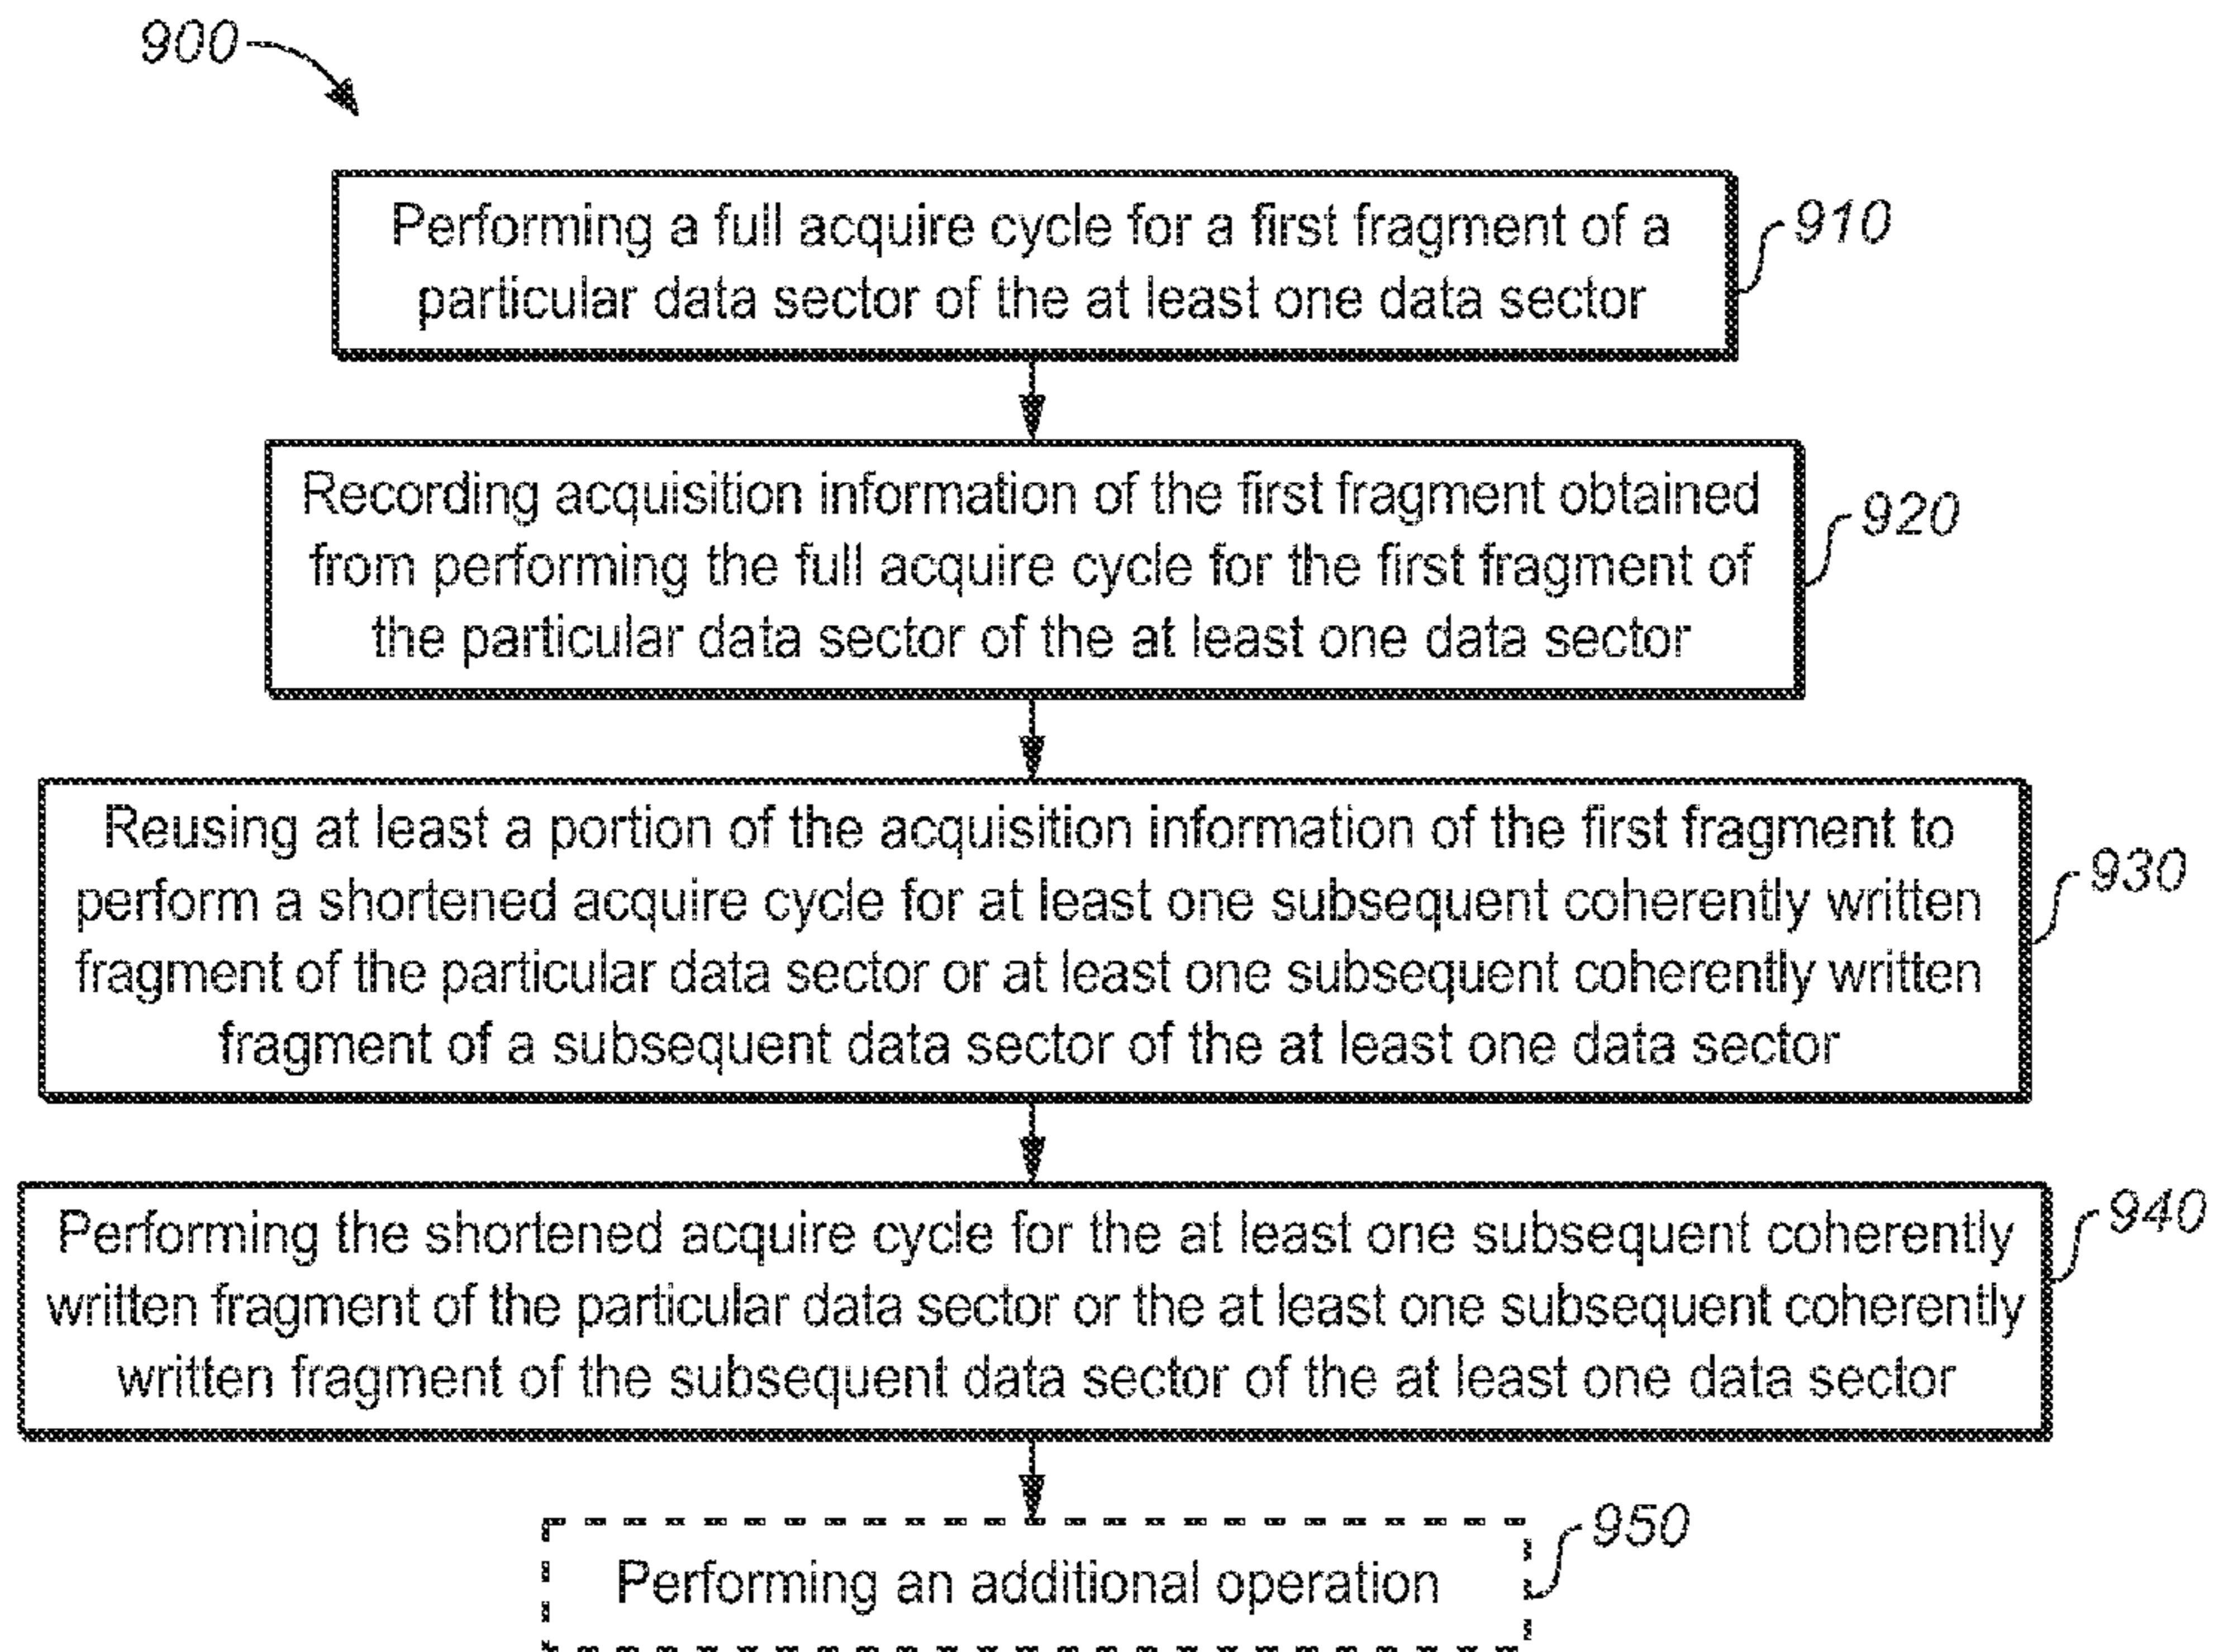 900
Performing a full acquire cycle for a first fragment of a
particular data sector of the at least one data sector
910
Recording acquisition information of the first fragment obtained
from performing the full acquire cycle for the first fragment of
the particular data sector of the at least one data sector
920
Reusing at least a portion of the acquisition information of the first fragment to
perform a shortened acquire cycle for at least one subsequent coherently written
fragment of the particular data sector or at least one subsequent coherently written
fragment of a subsequent data sector of the at least one data sector
930
Performing the shortened acquire cycle for the at least one subsequent coherently
written fragment of the particular data sector or the at least one subsequent coherently
written fragment of the subsequent data sector of the at least one data sector
940
Performing an additional operation
950